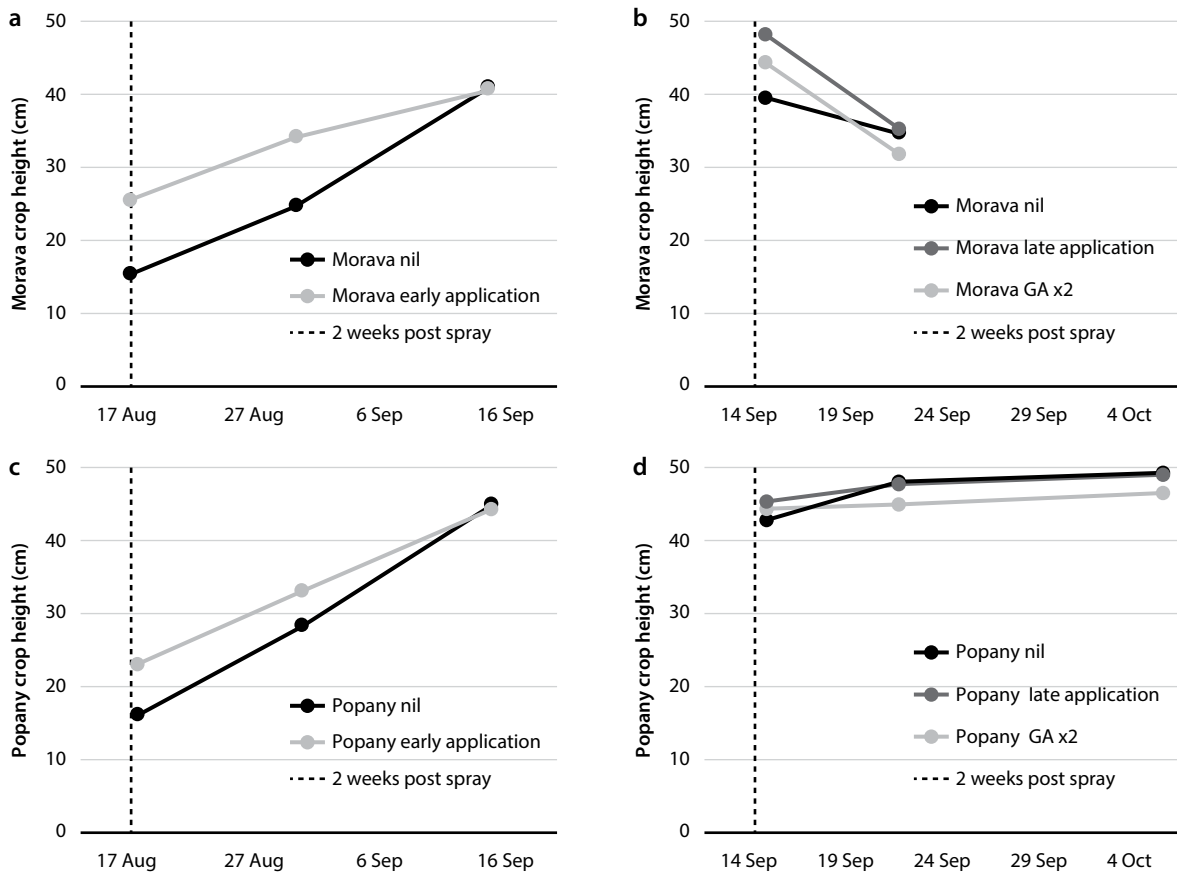 a
Morava crop height (cm)
50
40
30
20
10
0
Morava nil
Morava early application
2 weeks post spray
17 Aug 27 Aug 6 Sep 16 Sep
b
Morava crop height (cm)
50
40
30
20
10
0
Morava nil
Morava late application
Morava GA x2
2 weeks post spray
14 Sep 19 Sep 24 Sep 29 Sep 4 Oct
c
Popany crop height (cm)
50
40
30
20
10
0
Popany nil
Popany early application
2 weeks post spray
17 Aug 27 Aug 6 Sep 16 Sep
d
Popany crop height (cm)
50
40
30
20
10
0
Popany nil
Popany late application
Popany GA x2
2 weeks post spray
14 Sep 19 Sep 24 Sep 29 Sep 4 Oct